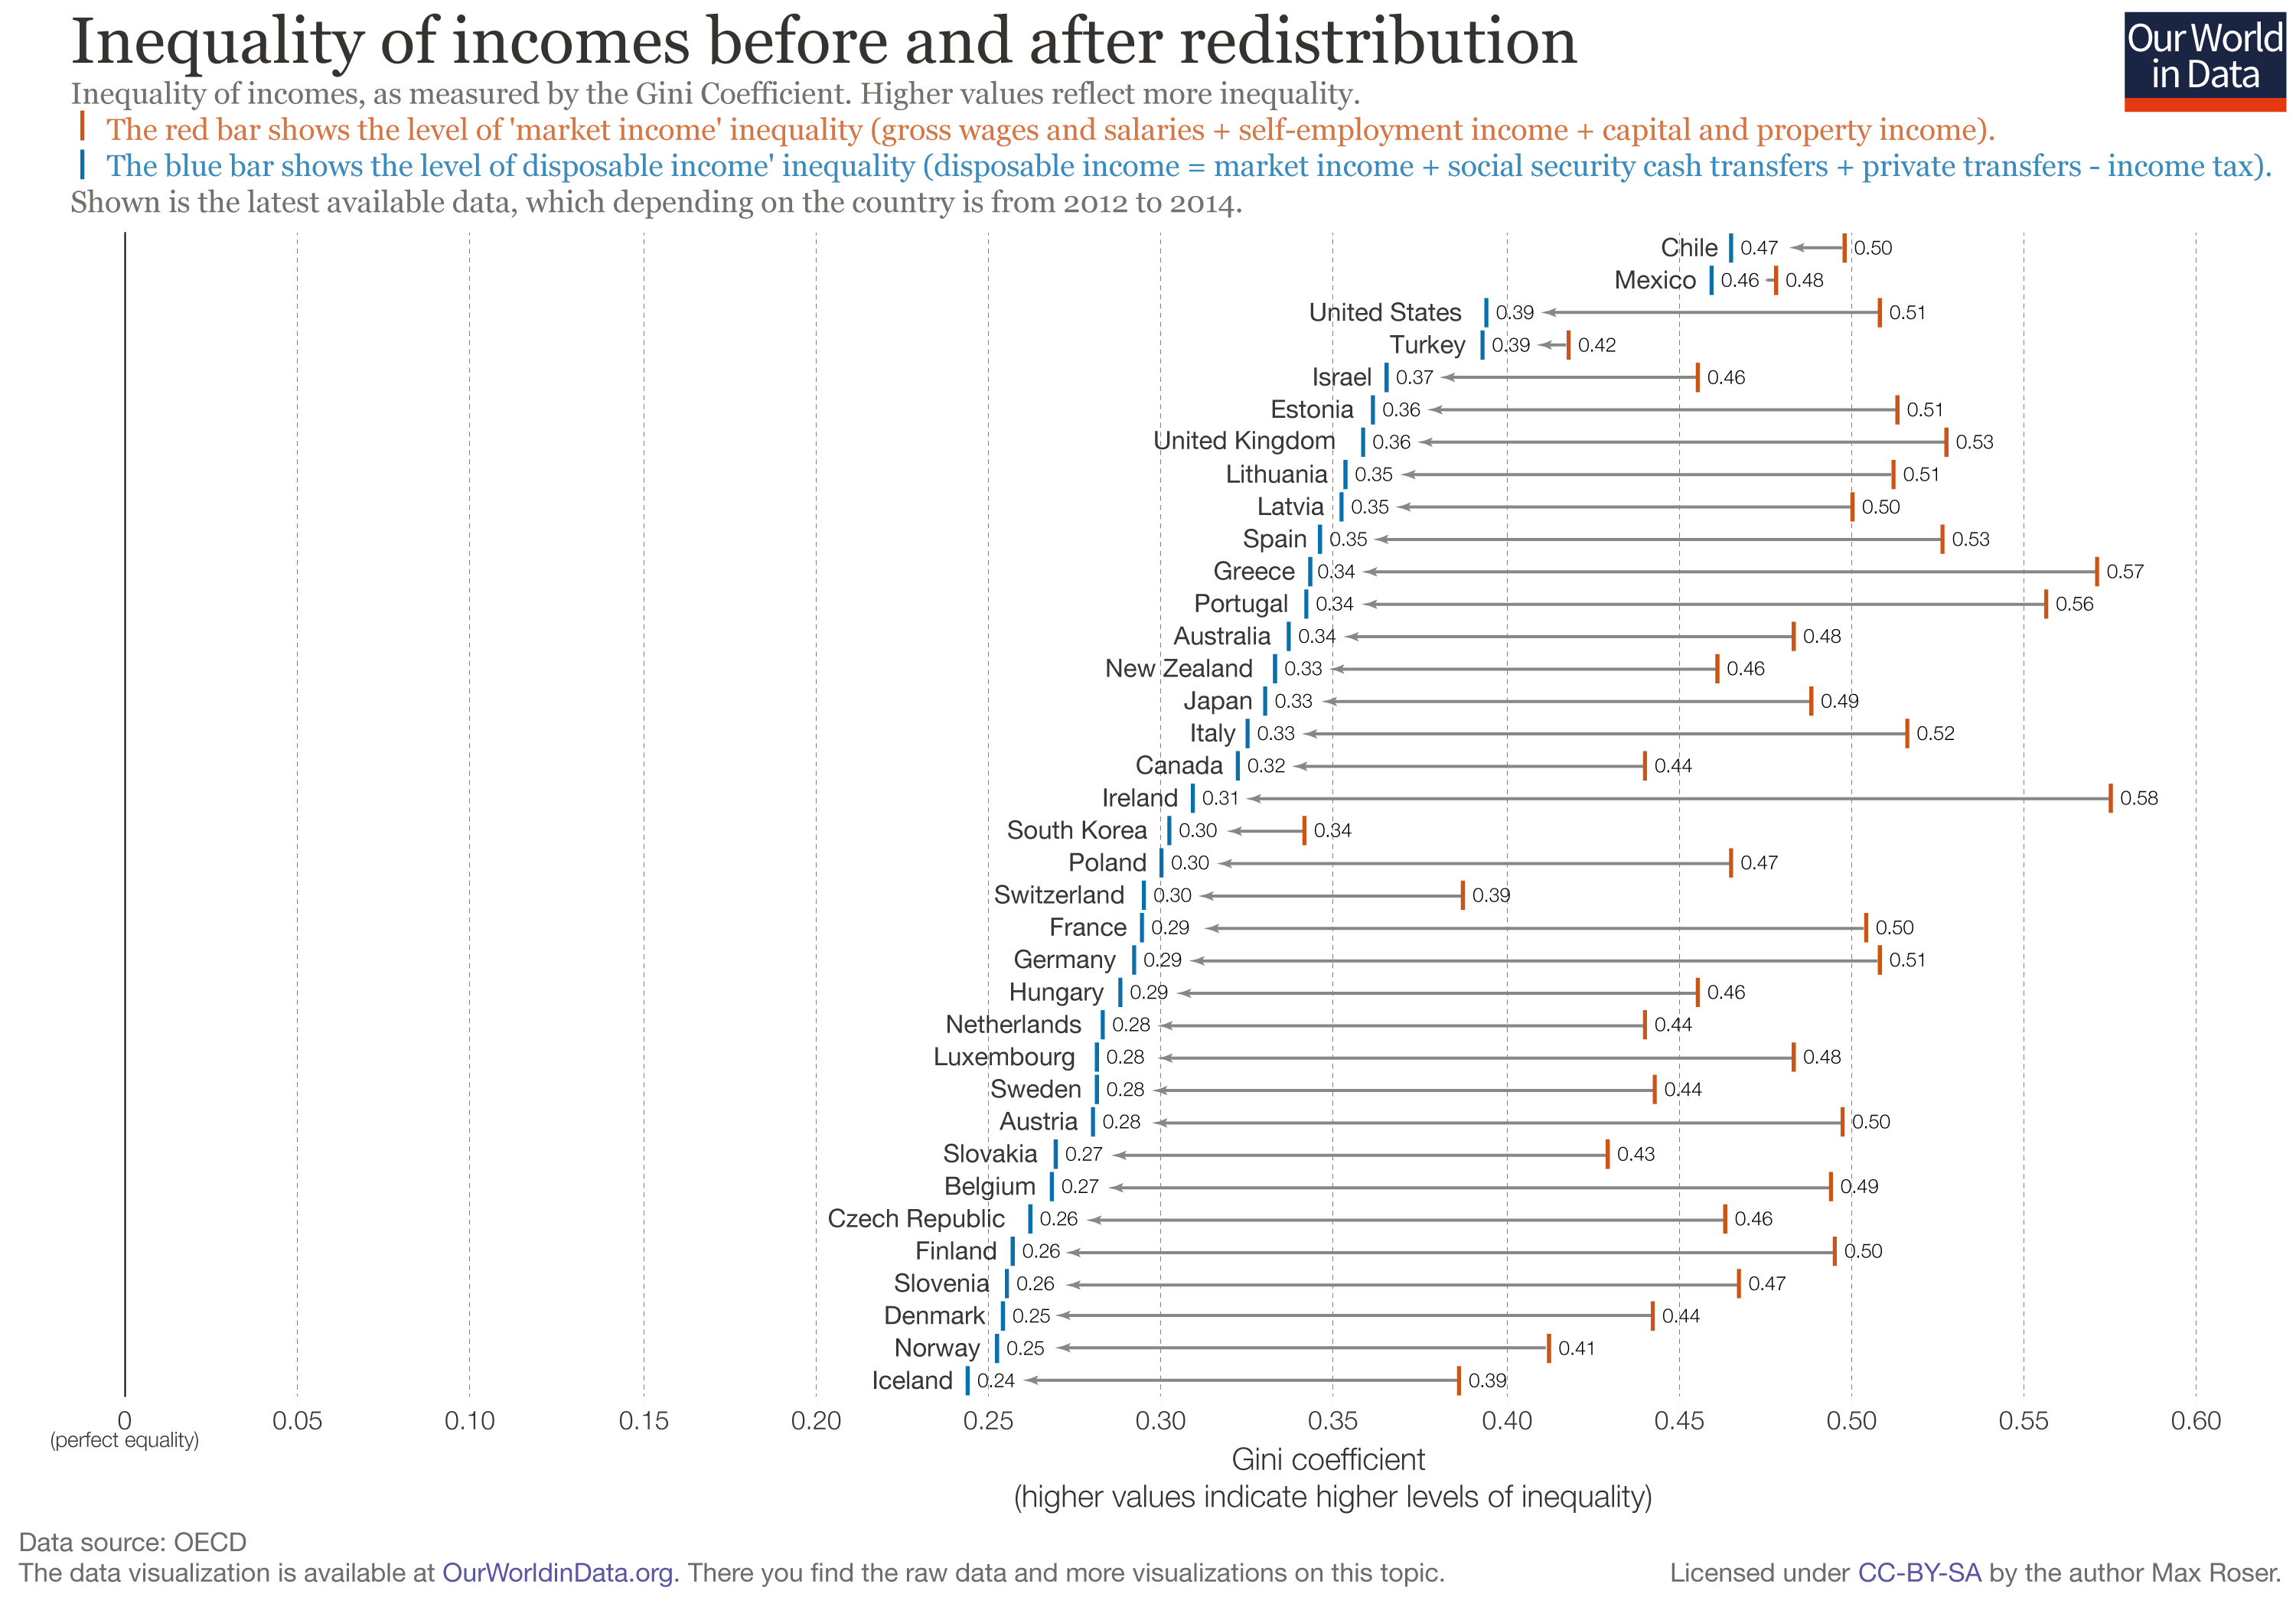 Inequality of incomes before and after redistribution
Our World
in Data
Inequality of incomes, as measured by the Gini Coefficient. Higher values reflect more inequality.
The red bar shows the level of 'market income' inequality (gross wages and salaries + self-employment income + capital and property income).
The blue bar shows the level of disposable income' inequality (disposable income = market income + social security cash transfers + private transfers - income tax).
Shown is the latest available data, which depending on the country is from 2012 to 2014.
Chile 0.47 0.50
Mexico 0.46 0.48
United States 0.39 0.51
Turkey 0.39 0.42
Israel 0.37 0.46
Estonia 0.36 0.51
United Kingdom 0.36 0.53
Lithuania 0.35 0.51
Latvia 0.35 0.50
Spain 0.35 0.53
Greece 0.34 0.57
Portugal 0.34 0.56
Australia 0.34 0.48
New Zealand 0.33 0.46
Japan 0.33 0.49
Italy 0.33 0.52
Canada 0.32 0.44
Ireland 0.31 0.58
South Korea 0.30 0.34
Poland 0.30 0.47
Switzerland 0.30 0.39
France 0.29 0.50
Germany 0.29 0.51
Hungary 0.29 0.46
Netherlands 0.28 0.44
Luxembourg 0.28 0.48
Sweden 0.28 0.44
Austria 0.28 0.50
Slovakia 0.27 0.43
Belgium 0.27 0.49
Czech Republic 0.26 0.46
Finland 0.26 0.50
Slovenia 0.26 0.47
Denmark 0.25 0.44
Norway 0.25 0.41
Iceland 0.24 0.39
0 0.05 0.10 0.15 0.20 0.25 0.30 0.35 0.40 0.45 0.50 0.55 0.60
(perfect equality)
Gini coefficient
(higher values indicate higher levels of inequality)
Data source: OECD
The data visualization is available at OurWorldinData.org. There you find the raw data and more visualizations on this topic.
Licensed under CC-BY-SA by the author Max Roser.